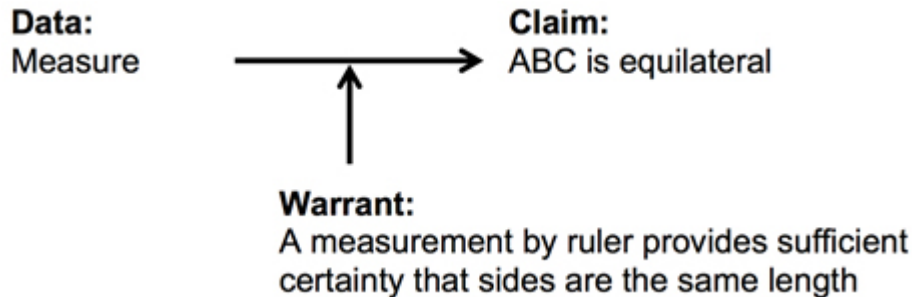 Data:
Measure
Claim:
ABC is equilateral
Warrant:
A measurement by ruler provides sufficient
certainty that sides are the same length